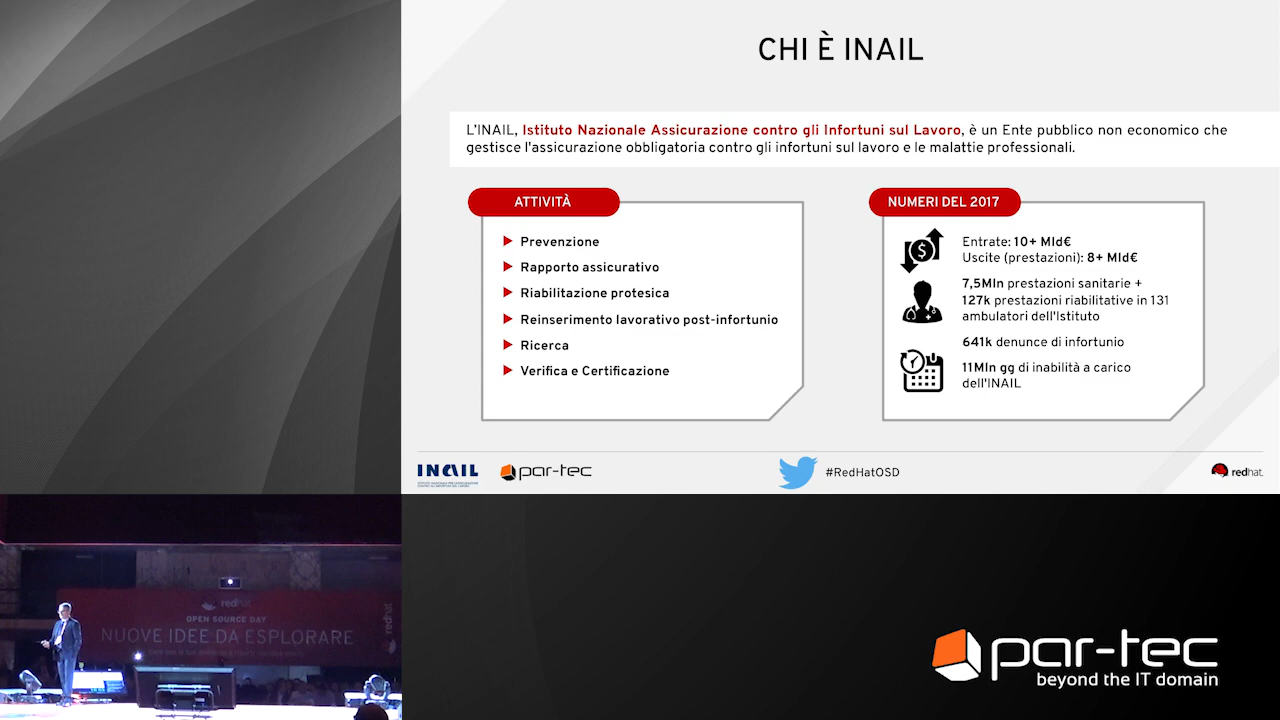 CHI È INAIL
L'INAIL, Istituto Nazionale Assicurazione contro gli Infortuni sul Lavoro, è un Ente pubblico non economico che
gestisce l'assicurazione obbligatoria contro gli infortuni sul lavoro e le malattie professionali.
ATTIVITÀ
Prevenzione
Rapporto assicurativo
Riabilitazione protesica
Reinserimento lavorativo post-infortunio
Ricerca
Verifica e Certificazione
NUMERI DEL 2017
Entrate: 10+ Mld€
Uscite (prestazioni): 8+ Mld€
7,5Mln prestazioni sanitarie +
127k prestazioni riabilitative in 131
ambulatori dell'Istituto
641k denunce di infortunio
11Mln gg di inabilità a carico
dell'INAIL
INAIL
par-tec
#RedHatOSD
redhat.
redhat
OPEN SOURCE DAY
NUOVE IDEE DA ESPLORARE
redhat
par-tec
beyond the IT domain